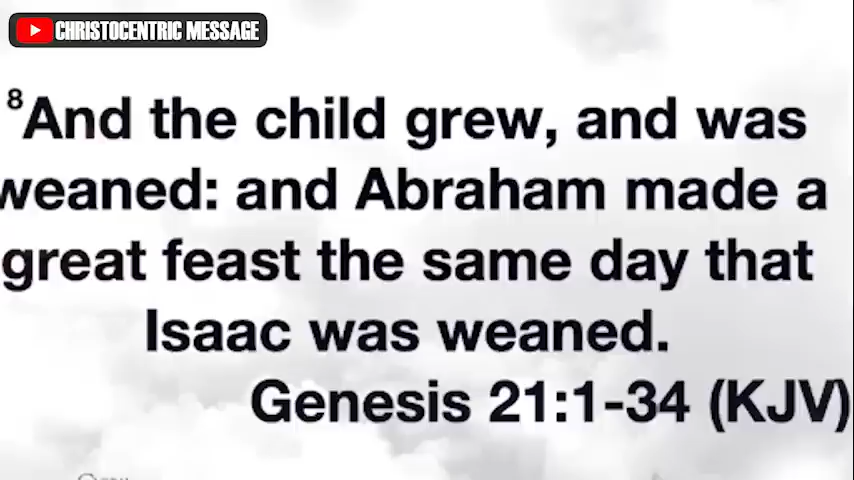 CHRISTOCENTRIC MESSAGE
8And the child grew, and was
weaned: and Abraham made a
great feast the same day that
Isaac was weaned.
Genesis 21:1-34 (KJV)